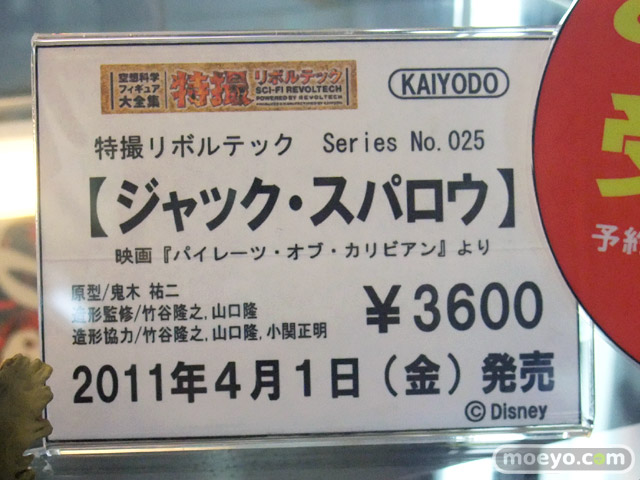 空想科学
フィギュア
大全集
特撮
リボルテック
SCI-FI REVOLTECH
POWERED BY REVOLTECH
KAIYODO
特撮リボルテック Series No.025
【ジャック・スパロウ】
映画『パイレーツ・オブ・カリビアン』より
原型/鬼木 祐二
造形監修/竹谷隆之,山口隆
造形協力/竹谷隆之,山口隆,小関正明
￥3600
2011年4月1日（金）発売
©Disney
予約
moeyo.com